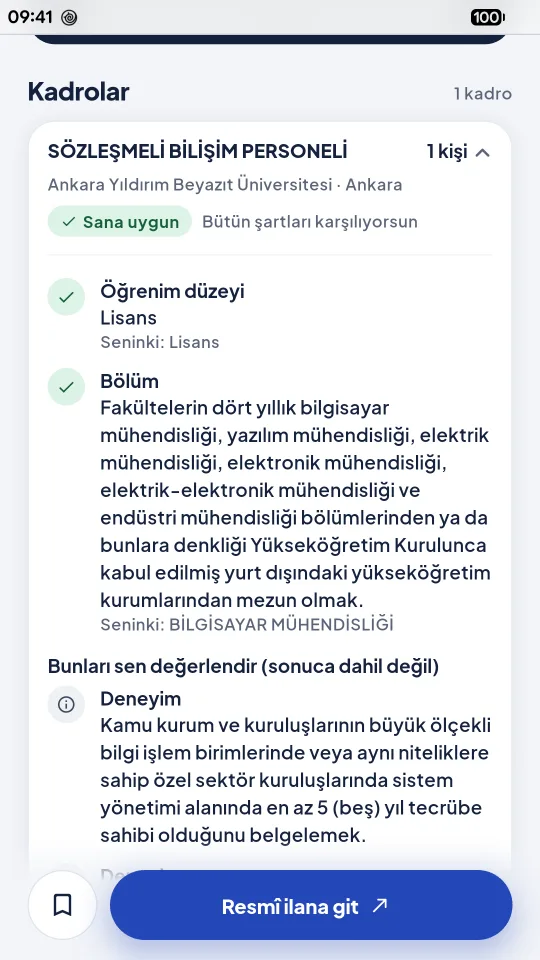 09:41
100
Kadrolar
1 kadro
SÖZLEŞMELİ BİLİŞİM PERSONELİ
1 kişi
Ankara Yıldırım Beyazıt Üniversitesi · Ankara
Sana uygun
Bütün şartları karşılıyorsun
Öğrenim düzeyi
Lisans
Seninki: Lisans
Bölüm
Fakültelerin dört yıllık bilgisayar
mühendisliği, yazılım mühendisliği, elektrik
mühendisliği, elektronik mühendisliği,
elektrik-elektronik mühendisliği ve
endüstri mühendisliği bölümlerinden ya da
bunlara denkliği Yükseköğretim Kurulunca
kabul edilmiş yurt dışındaki yükseköğretim
kurumlarından mezun olmak.
Seninki: BİLGİSAYAR MÜHENDİSLİĞİ
Bunları sen değerlendir (sonuca dahil değil)
Deneyim
Kamu kurum ve kuruluşlarının büyük ölçekli
bilgi işlem birimlerinde veya aynı niteliklere
sahip özel sektör kuruluşlarında sistem
yönetimi alanında en az 5 (beş) yıl tecrübe
sahibi olduğunu belgelemek.
Resmî ilana git